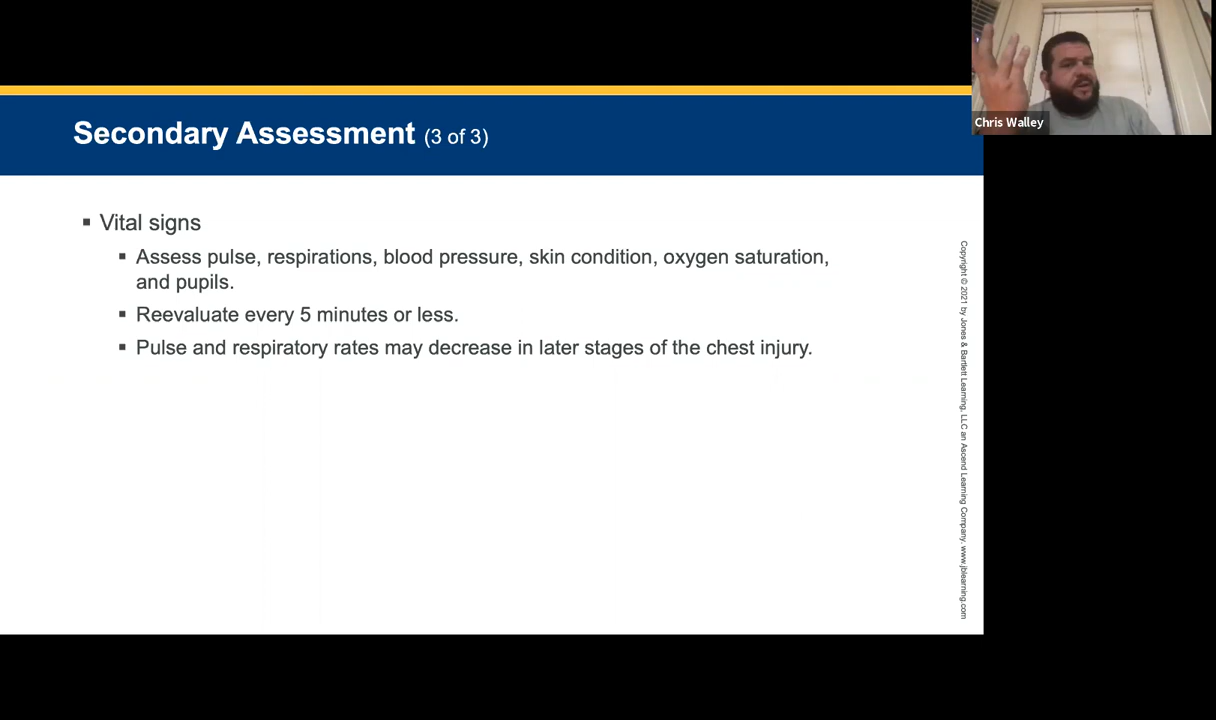 Secondary Assessment (3 of 3)
▪ Vital signs
▪ Assess pulse, respirations, blood pressure, skin condition, oxygen saturation,
and pupils.
▪ Reevaluate every 5 minutes or less.
▪ Pulse and respiratory rates may decrease in later stages of the chest injury.
Copyright © 2021 by Jones & Bartlett Learning, LLC an Ascend Learning Company. www.jblearning.com
Chris Walley